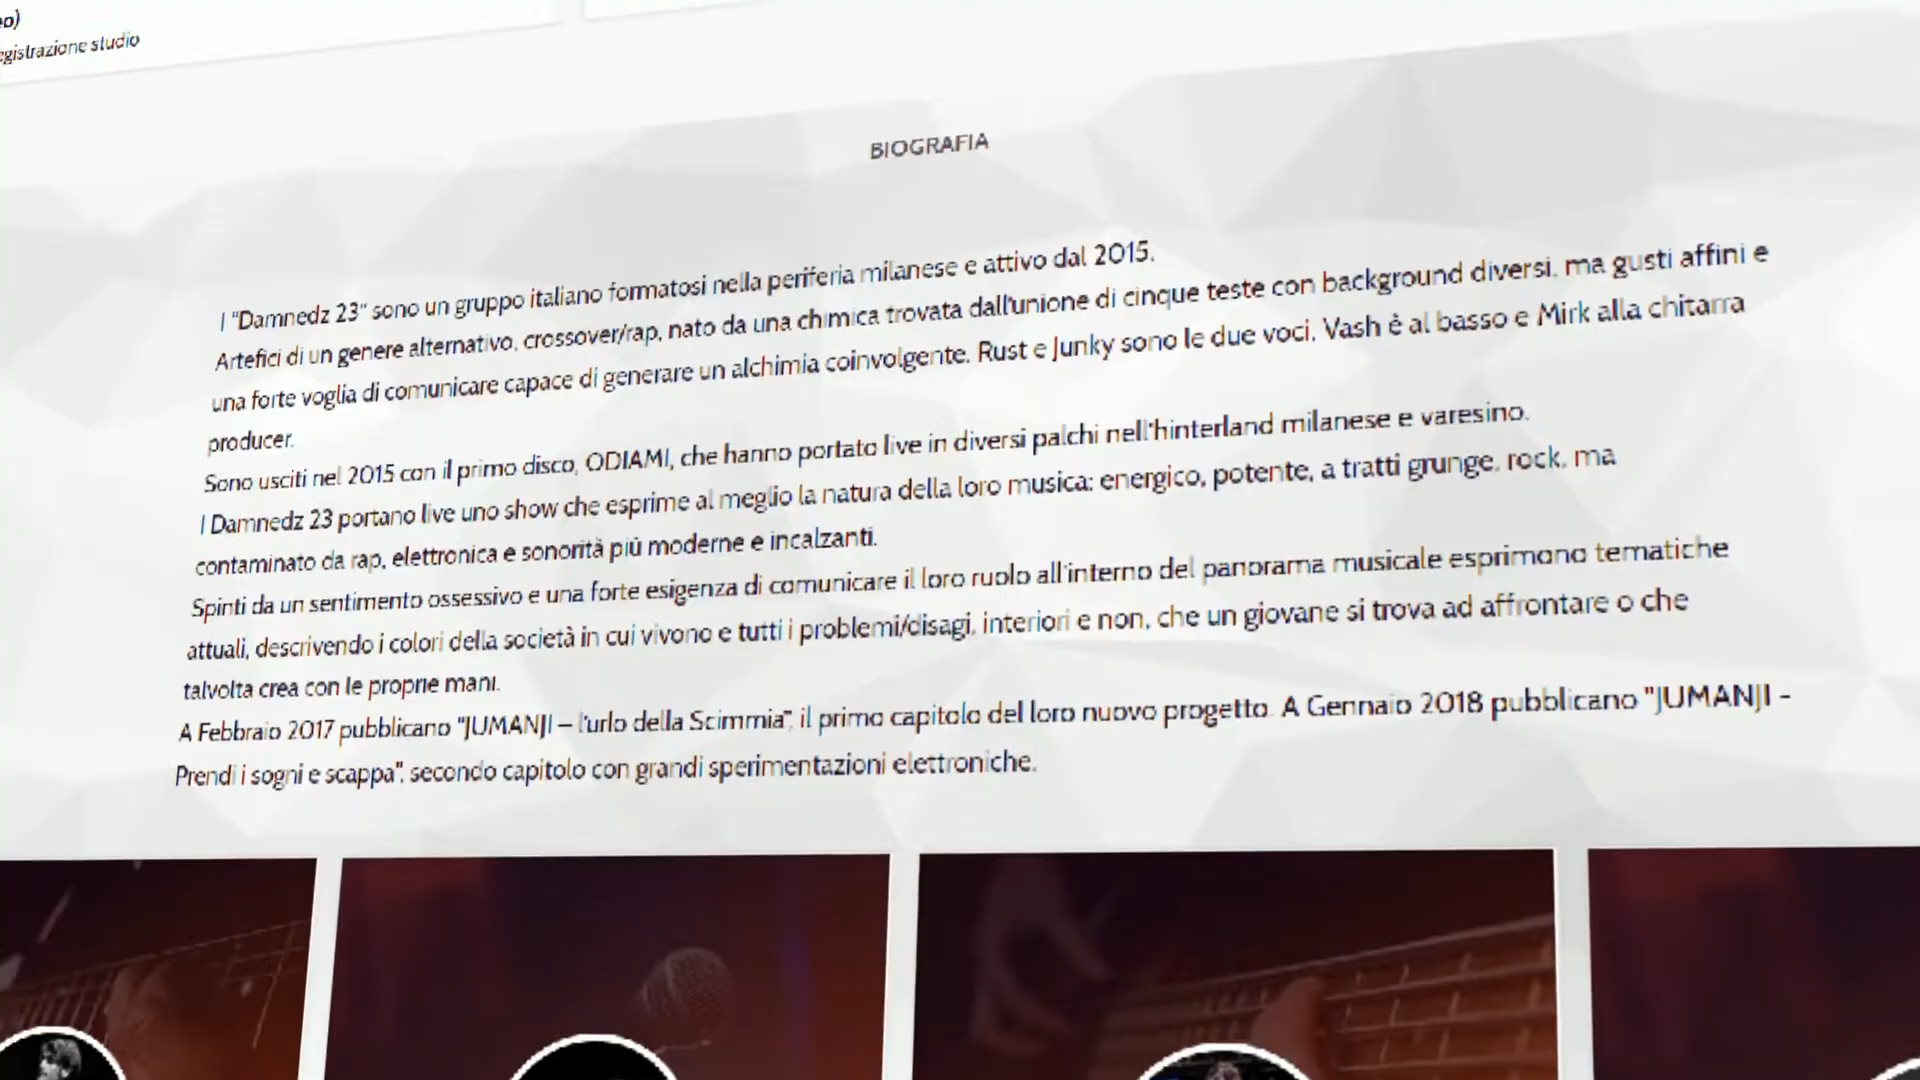 eo)
egistrazione studio
BIOGRAFIA
I "Damnedz 23" sono un gruppo italiano formatosi nella periferia milanese e attivo dal 2015.
Artefici di un genere alternativo, crossover/rap, nato da una chimica trovata dall'unione di cinque teste con background diversi, ma gusti affini e
una forte voglia di comunicare capace di generare un alchimia coinvolgente. Rust e Junky sono le due voci, Vash è al basso e Mirk alla chitarra
producer.
Sono usciti nel 2015 con il primo disco, ODIAMI, che hanno portato live in diversi palchi nell'hinterland milanese e varesino.
I Damnedz 23 portano live uno show che esprime al meglio la natura della loro musica: energico, potente, a tratti grunge, rock, ma
contaminato da rap, elettronica e sonorità più moderne e incalzanti.
Spinti da un sentimento ossessivo e una forte esigenza di comunicare il loro ruolo all'interno del panorama musicale esprimono tematiche
attuali, descrivendo i colori della società in cui vivono e tutti i problemi/disagi, interiori e non, che un giovane si trova ad affrontare o che
talvolta crea con le proprie mani.
A Febbraio 2017 pubblicano "JUMANJI – l'urlo della Scimmia", il primo capitolo del loro nuovo progetto. A Gennaio 2018 pubblicano "JUMANJI –
Prendi i sogni e scappa", secondo capitolo con grandi sperimentazioni elettroniche.